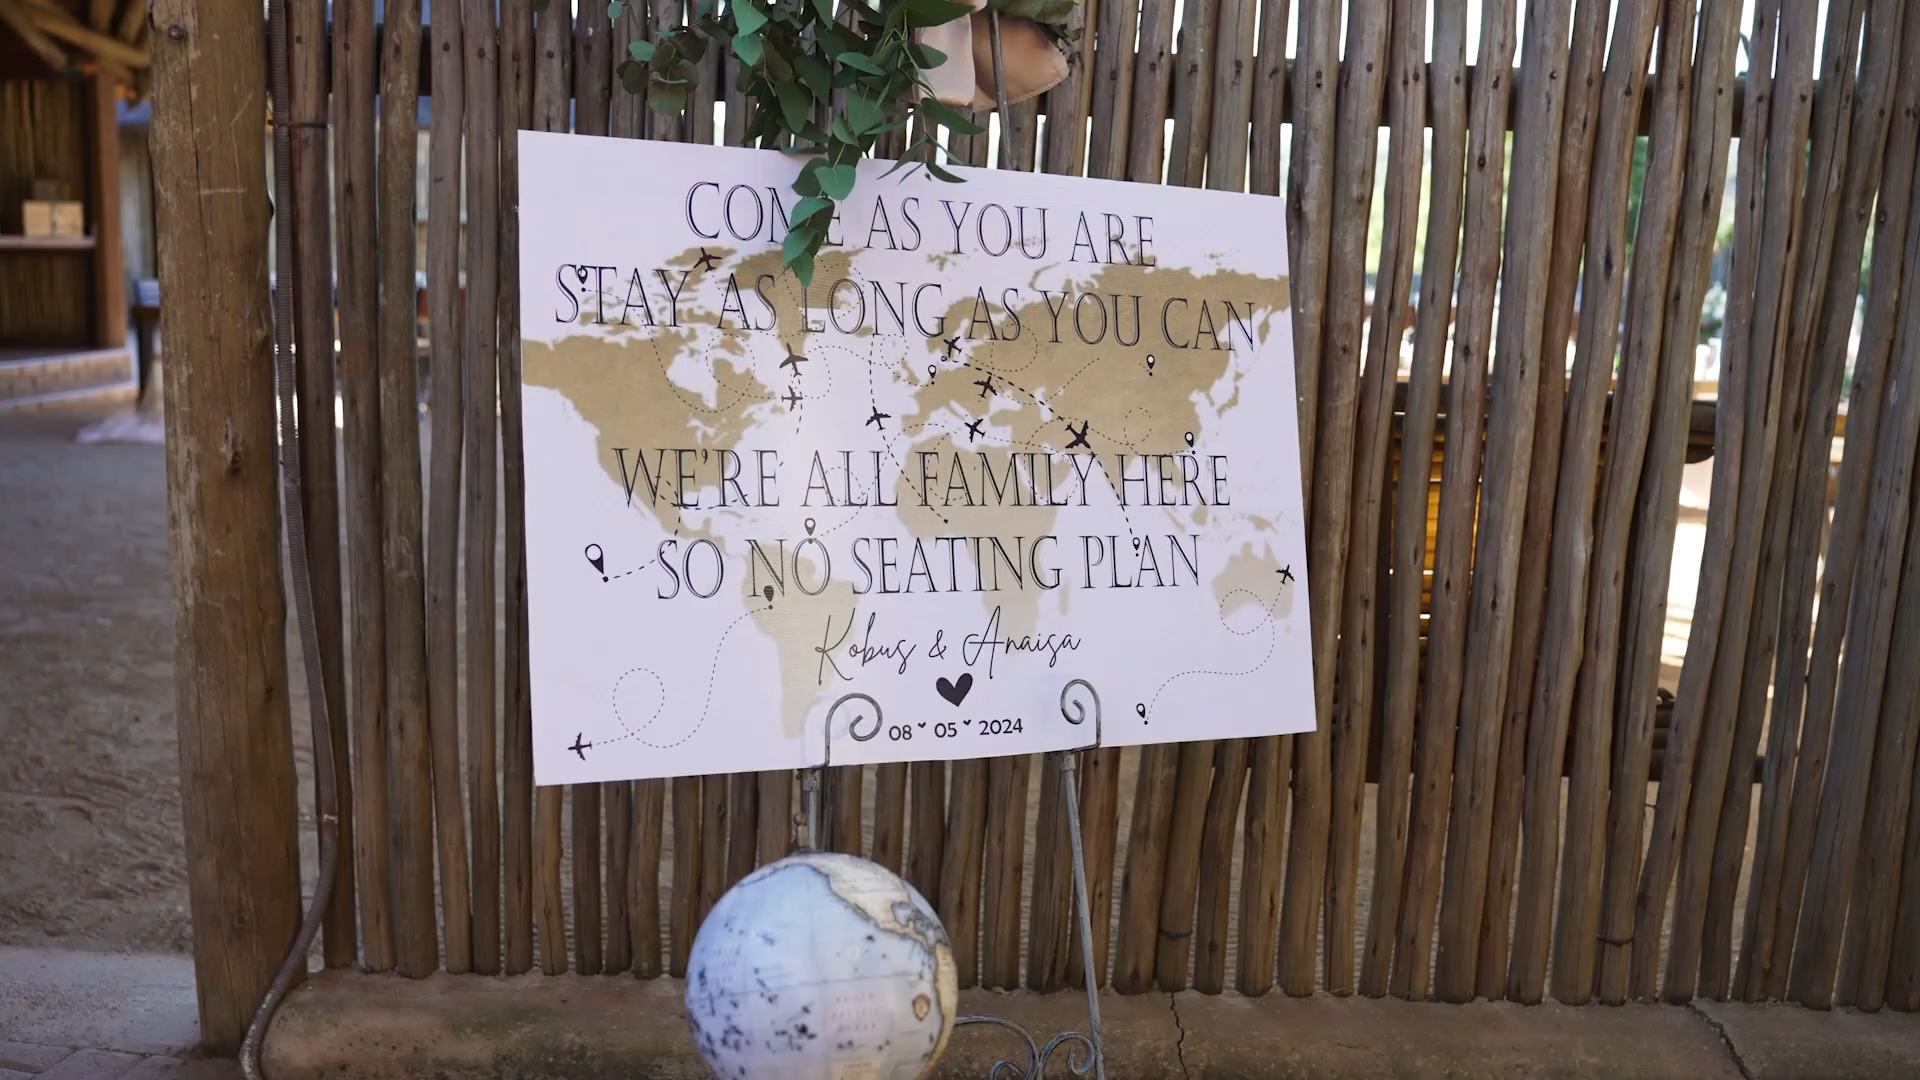 COME AS YOU ARE
STAY AS LONG AS YOU CAN
WE'RE ALL FAMILY HERE
SO NO SEATING PLAN
Kobus & Anaisa
08 05 2024